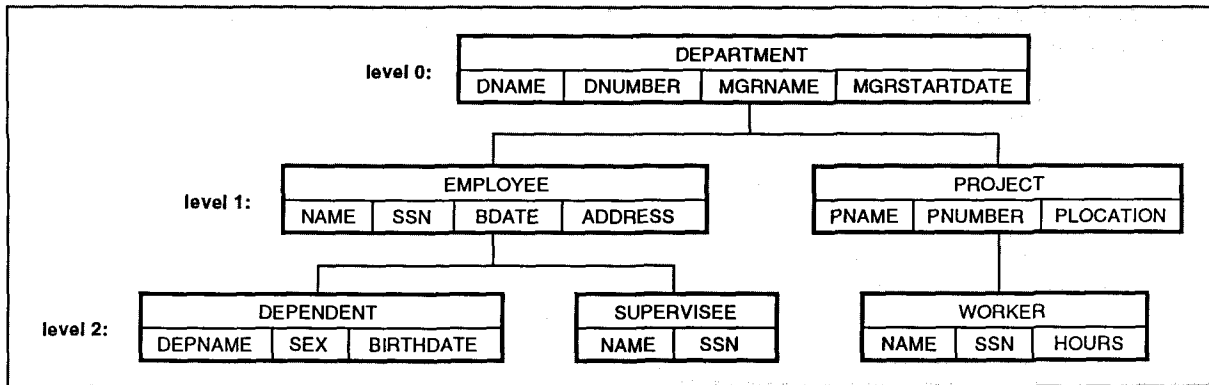 DEPARTMENT
level 0:
DNAME DNUMBER MGRNAME MGRSTARTDATE
EMPLOYEE PROJECT
level 1:
NAME SSN BDATE ADDRESS PNAME PNUMBER PLOCATION
DEPENDENT SUPERVISEE WORKER
level 2:
DEPNAME SEX BIRTHDATE NAME SSN NAME SSN HOURS